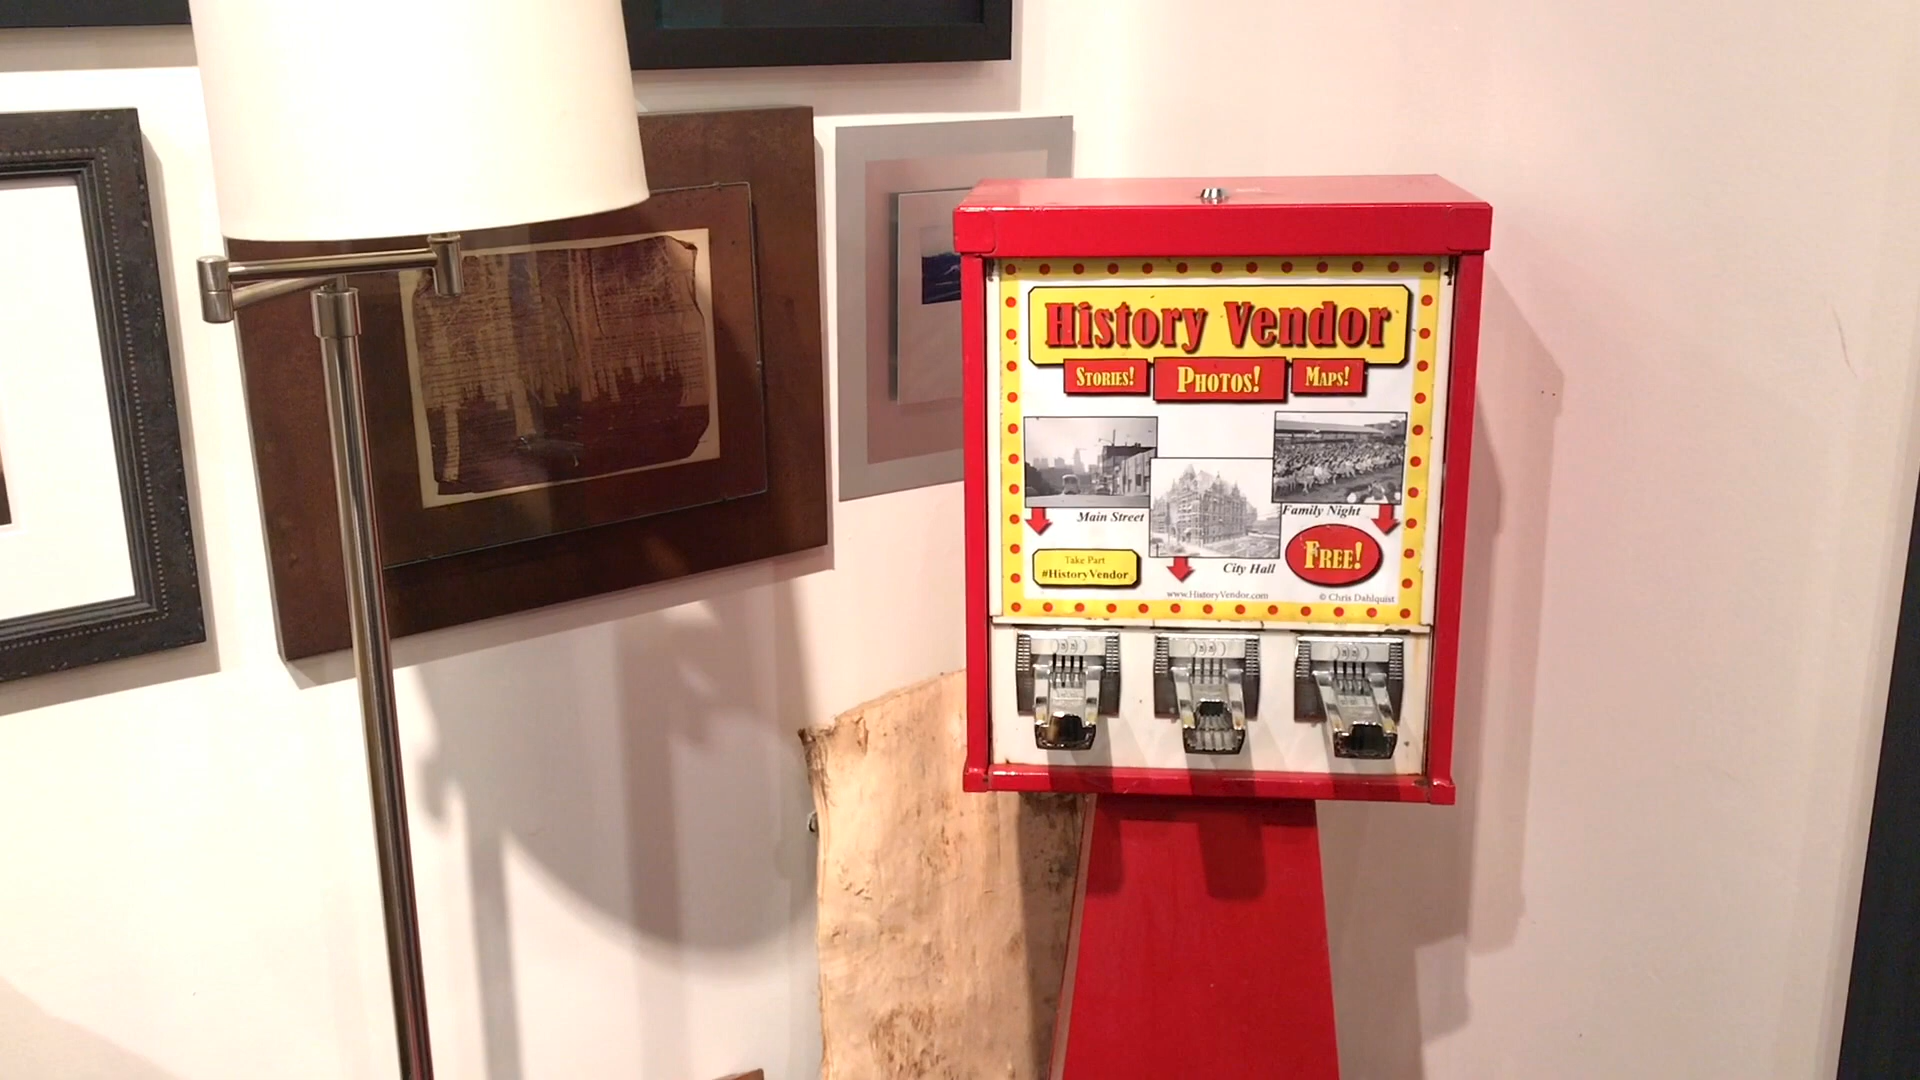 History Vendor
Stories! Photos! Maps!
Main Street
Family Night
City Hall
Take Part
#HistoryVendor
Free!
www.HistoryVendor.com
© Chris Dahlquist